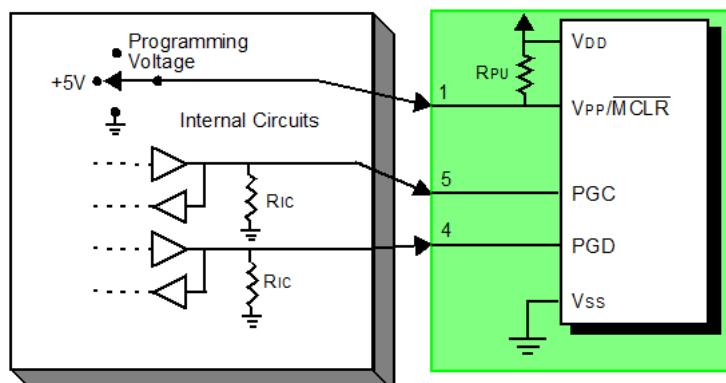 Programming
Voltage
+5V
Internal Circuits
RIC
RIC
1
5
4
RPU
VDD
VPP/MCLR
PGC
PGD
VSS